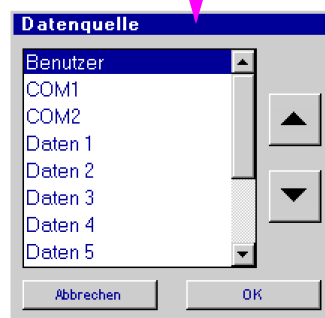 Datenquelle
Benutzer
COM1
COM2
Daten 1
Daten 2
Daten 3
Daten 4
Daten 5
Abbrechen
OK